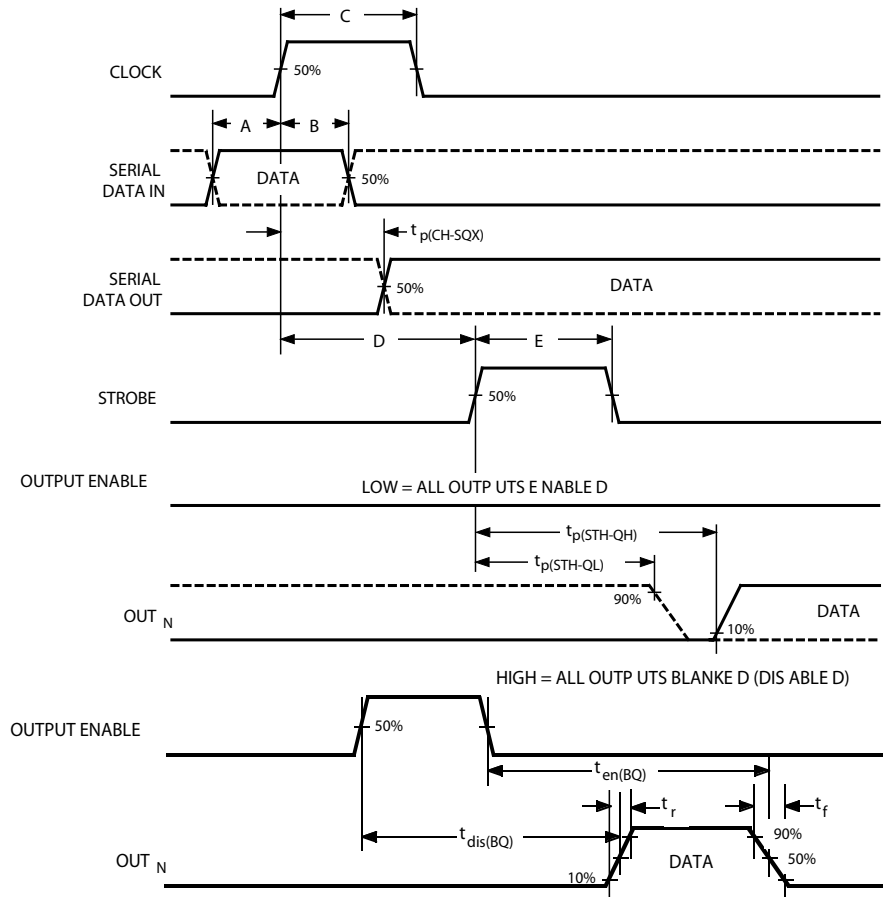 C
CLOCK
50%
A
B
SERIAL
DATA IN
DATA
50%
t p(CH-SQX)
SERIAL
DATA OUT
50%
DATA
D
E
STROBE
50%
OUTPUT ENABLE
LOW = ALL OUTP UTS E NABLE D
t p(STH-QH)
t p(STH-QL)
90%
OUT N
DATA
10%
HIGH = ALL OUTP UTS BLANKE D (DIS ABLE D)
OUTPUT ENABLE
50%
t en(BQ)
t r
t f
t dis(BQ)
90%
OUT N
DATA
50%
10%